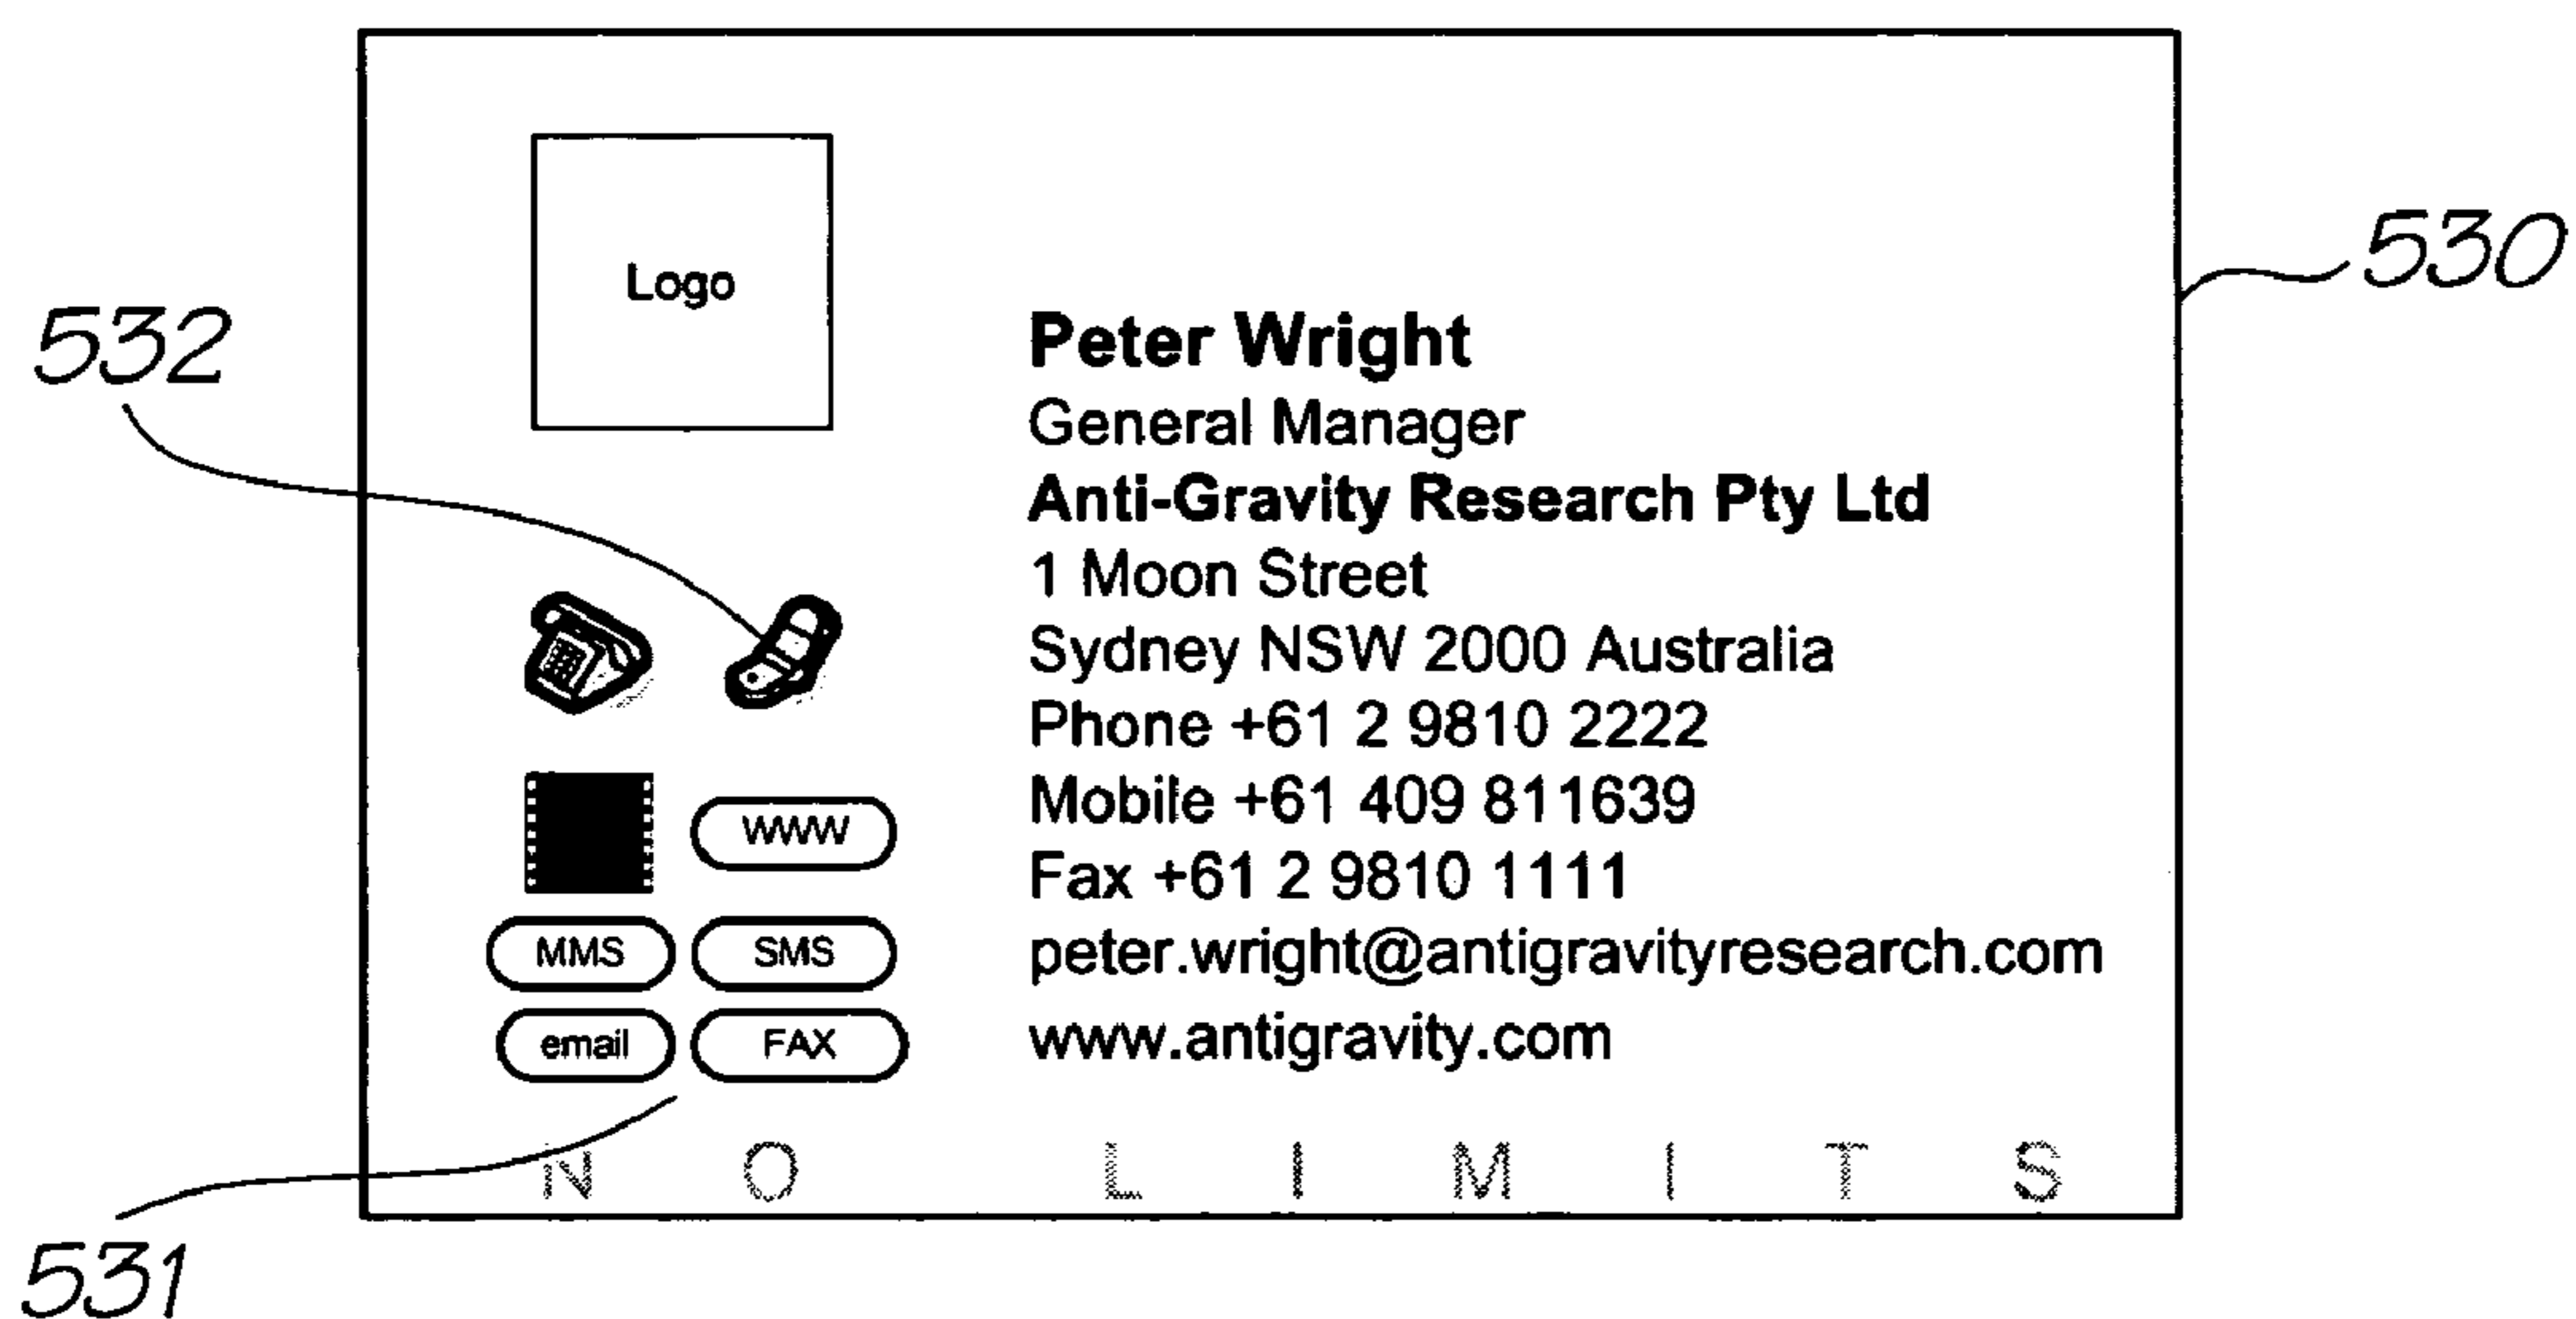 530
Logo
532
Peter Wright
General Manager
Anti-Gravity Research Pty Ltd
1 Moon Street
Sydney NSW 2000 Australia
Phone +61 2 9810 2222
Mobile +61 409 811639
Fax +61 2 9810 1111
peter.wright@antigravityresearch.com
www.antigravity.com
WWW
MMS SMS
email FAX
NO LIMITS
531